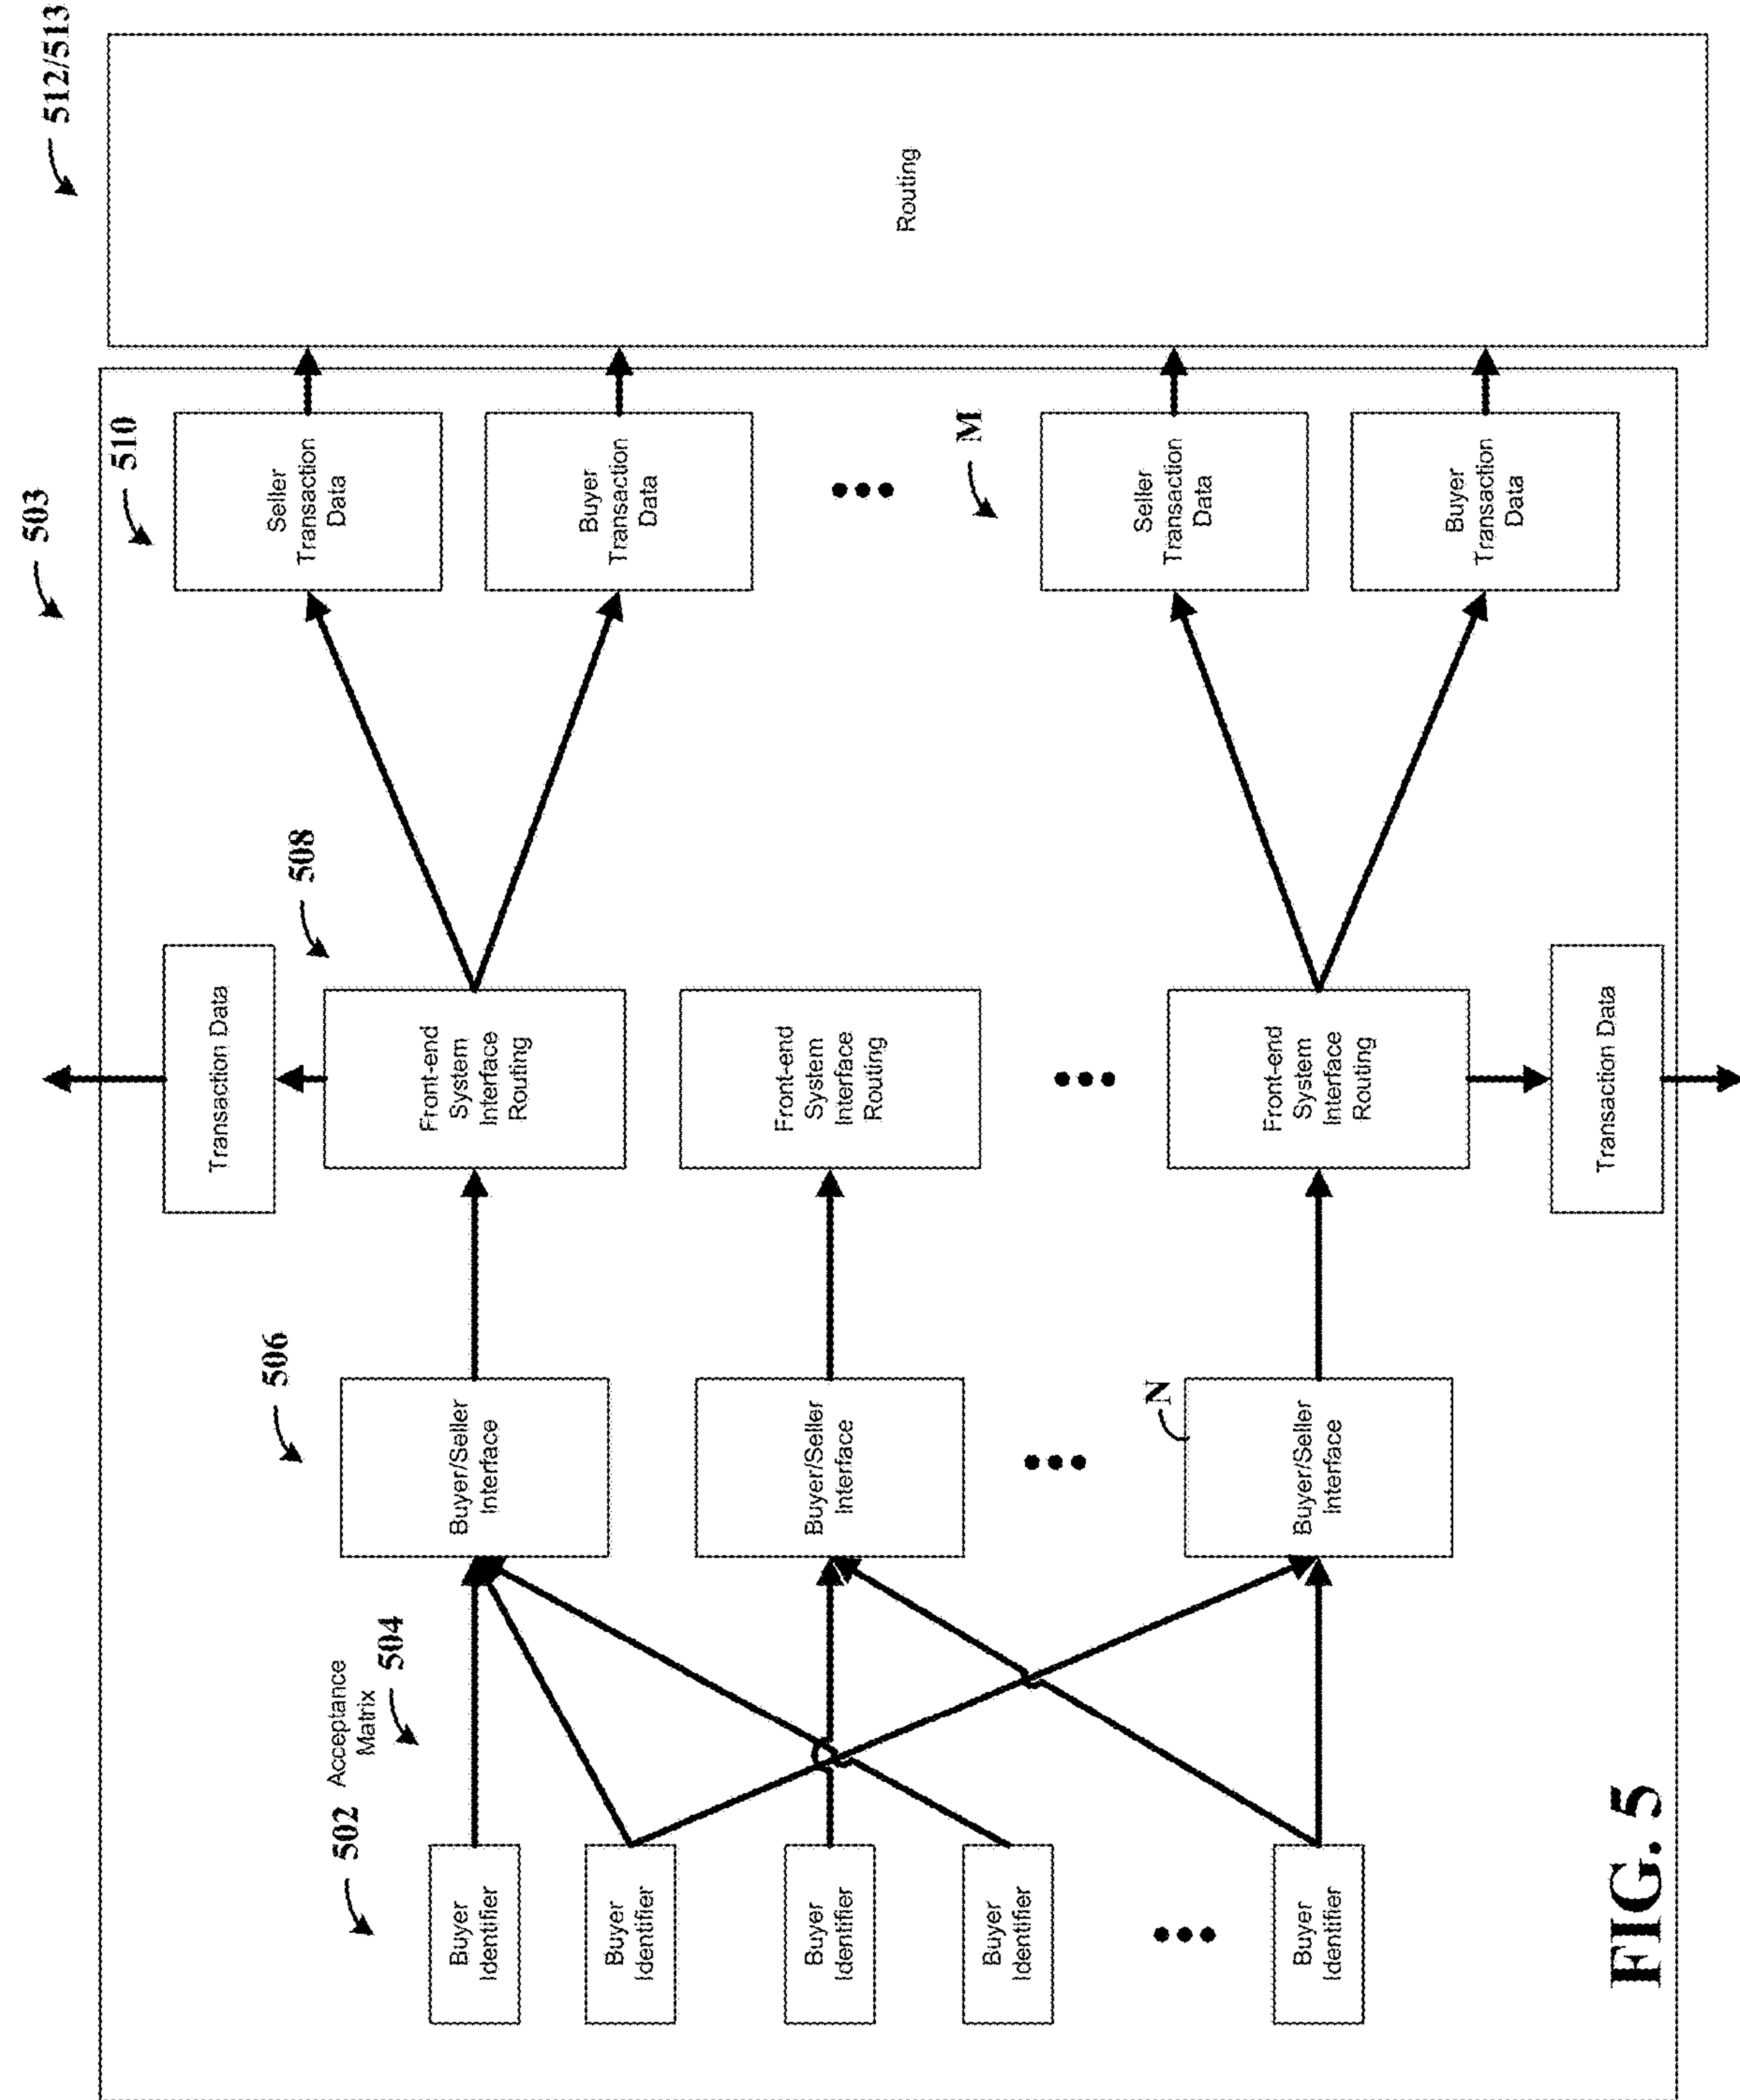 503
512/513
502
Buyer
Identifier
Buyer
Identifier
Buyer
Identifier
Buyer
Identifier
Buyer
Identifier
Acceptance
Matrix
504
506
Buyer/Seller
Interface
Buyer/Seller
Interface
N
Buyer/Seller
Interface
Transaction Data
508
Front-end
System
Interface
Routing
Front-end
System
Interface
Routing
Front-end
System
Interface
Routing
Transaction Data
510
Seller
Transaction
Data
Buyer
Transaction
Data
M
Seller
Transaction
Data
Buyer
Transaction
Data
Routing
FIG. 5